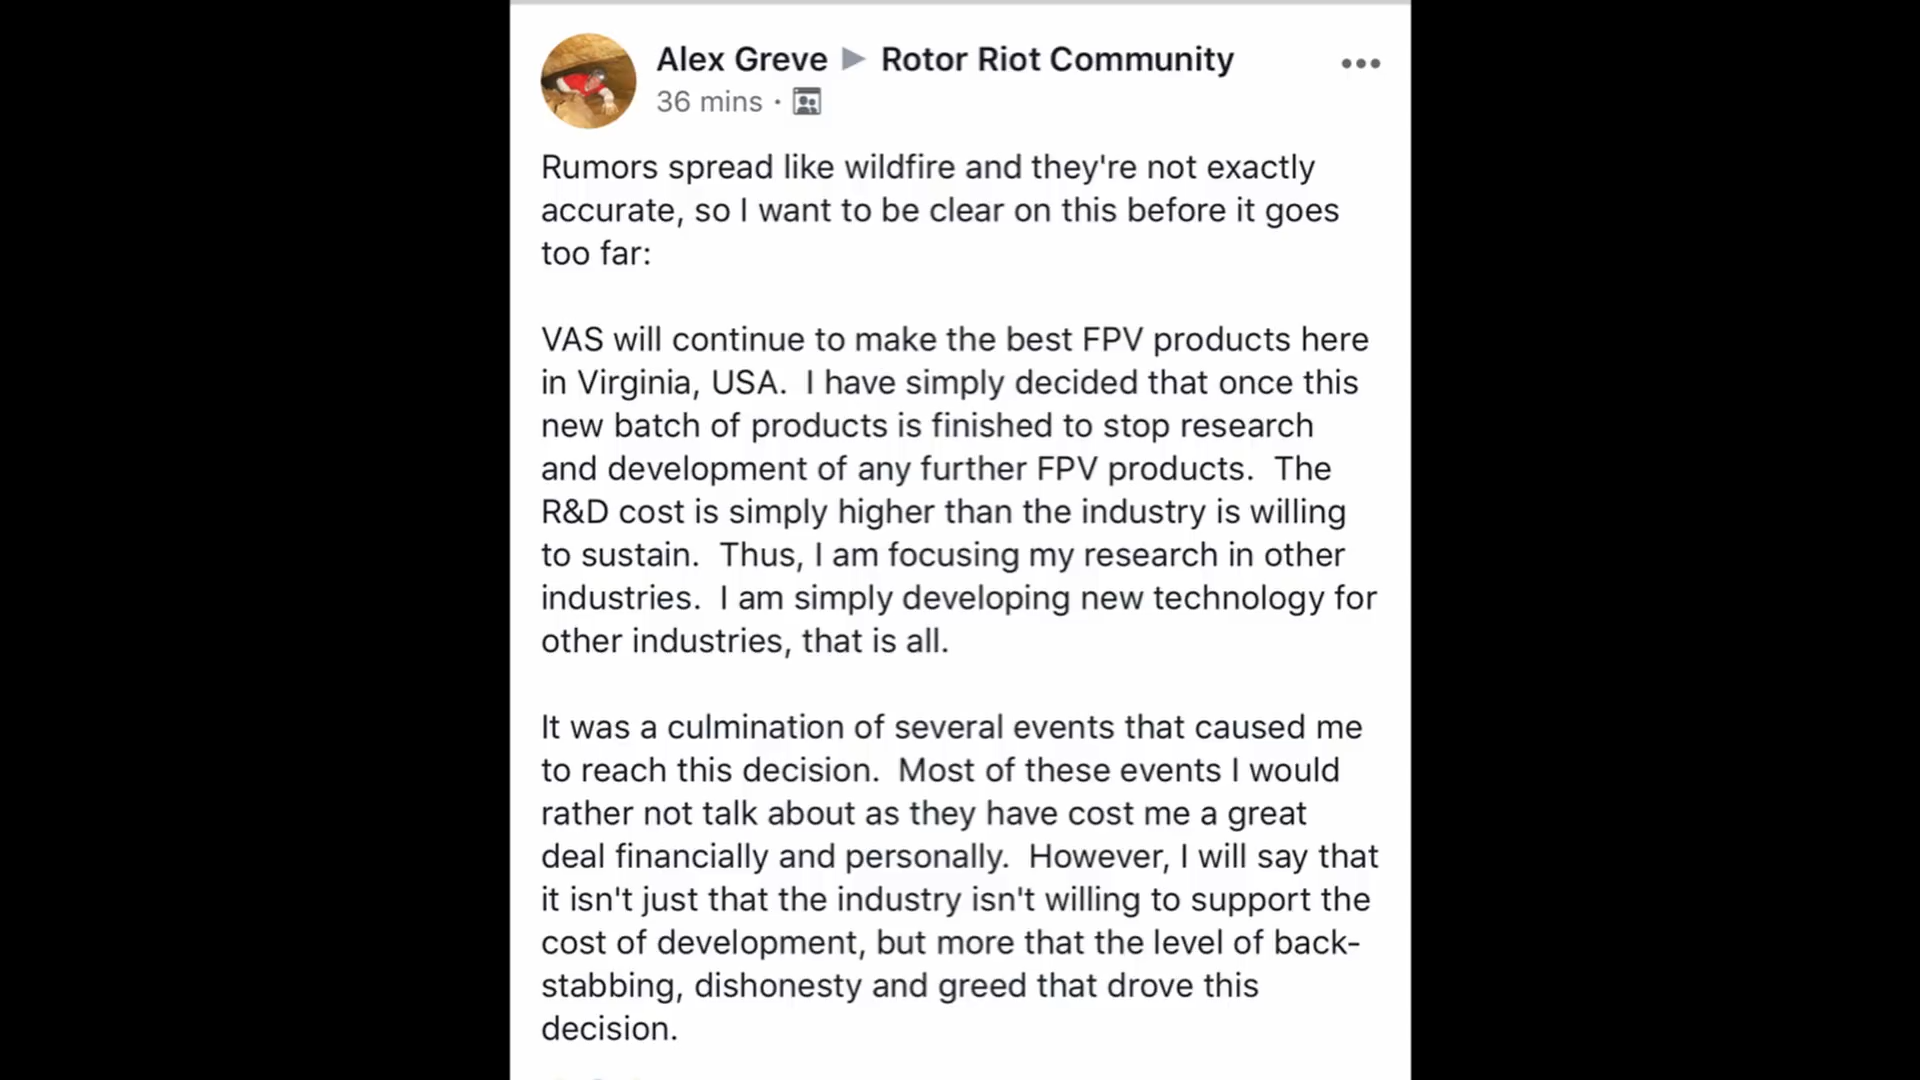 Alex Greve ▶ Rotor Riot Community
36 mins ·
Rumors spread like wildfire and they're not exactly
accurate, so I want to be clear on this before it goes
too far:
VAS will continue to make the best FPV products here
in Virginia, USA.  I have simply decided that once this
new batch of products is finished to stop research
and development of any further FPV products.  The
R&D cost is simply higher than the industry is willing
to sustain.  Thus, I am focusing my research in other
industries.  I am simply developing new technology for
other industries, that is all.
It was a culmination of several events that caused me
to reach this decision.  Most of these events I would
rather not talk about as they have cost me a great
deal financially and personally.  However, I will say that
it isn't just that the industry isn't willing to support the
cost of development, but more that the level of back-
stabbing, dishonesty and greed that drove this
decision.